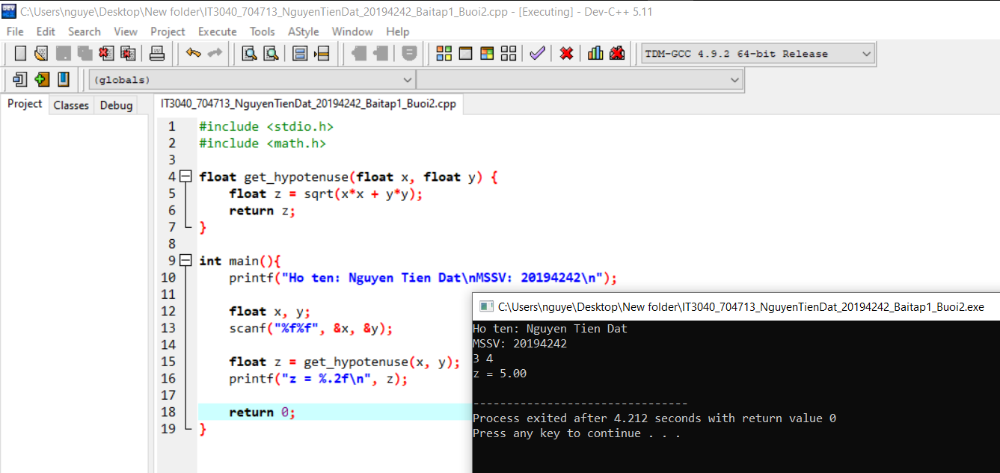 C:\Users\nguye\Desktop\New folder\IT3040_704713_NguyenTienDat_20194242_Baitap1_Buoi2.cpp - [Executing] - Dev-C++ 5.11
File Edit Search View Project Execute Tools AStyle Window Help
TDM-GCC 4.9.2 64-bit Release
(globals)
Project Classes Debug
IT3040_704713_NguyenTienDat_20194242_Baitap1_Buoi2.cpp
1 #include <stdio.h>
2 #include <math.h>
3
4 float get_hypotenuse(float x, float y) {
5 float z = sqrt(x*x + y*y);
6 return z;
7 }
8
9 int main(){
10 printf("Ho ten: Nguyen Tien Dat\nMSSV: 20194242\n");
11
12 float x, y;
13 scanf("%f%f", &x, &y);
14
15 float z = get_hypotenuse(x, y);
16 printf("z = %.2f\n", z);
17
18 return 0;
19 }
C:\Users\nguye\Desktop\New folder\IT3040_704713_NguyenTienDat_20194242_Baitap1_Buoi2.exe
Ho ten: Nguyen Tien Dat
MSSV: 20194242
3 4
z = 5.00
--------------------------------
Process exited after 4.212 seconds with return value 0
Press any key to continue . . .